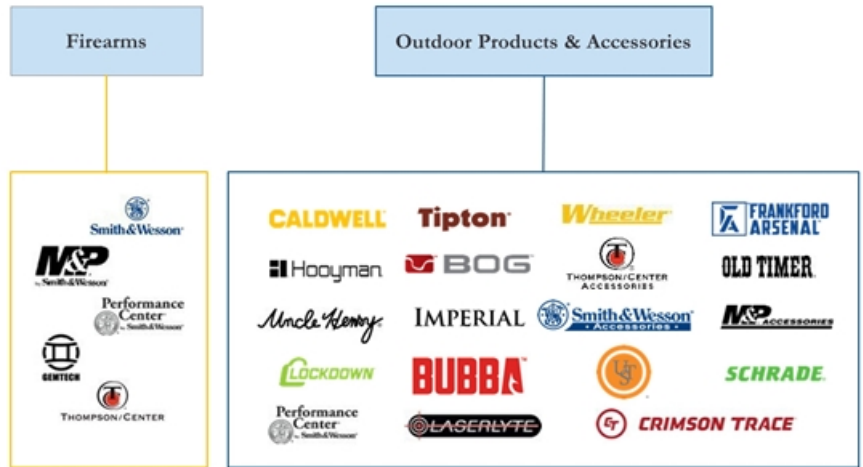 Firearms
Outdoor Products & Accessories
Smith&Wesson
M&P
by Smith&Wesson
Performance
Center
by Smith&Wesson
GEMTECH
THOMPSON/CENTER
CALDWELL
Tipton
Wheeler
FRANKFORD
ARSENAL
Hooyman
BOG
THOMPSON/CENTER
ACCESSORIES
OLD TIMER
Uncle Henry
IMPERIAL
Smith&Wesson
Accessories
M&P ACCESSORIES
LOCKDOWN
BUBBA
UST
SCHRADE
Performance
Center
by Smith&Wesson
LASERLYTE
CT CRIMSON TRACE